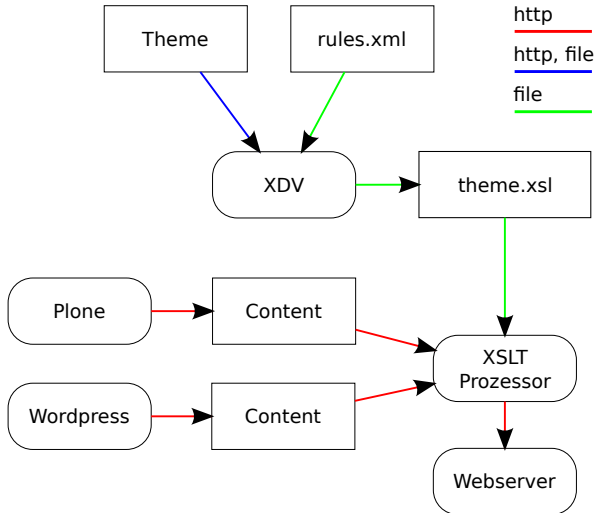 Theme
rules.xml
http
http, file
file
XDV
theme.xsl
Plone
Content
XSLT
Prozessor
Wordpress
Content
Webserver